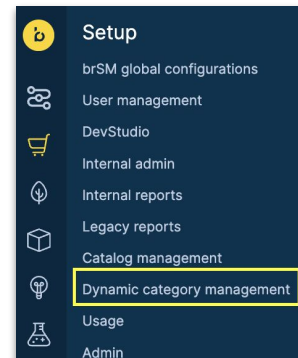 b
Setup
brSM global configurations
User management
DevStudio
Internal admin
Internal reports
Legacy reports
Catalog management
Dynamic category management
Usage
Admin